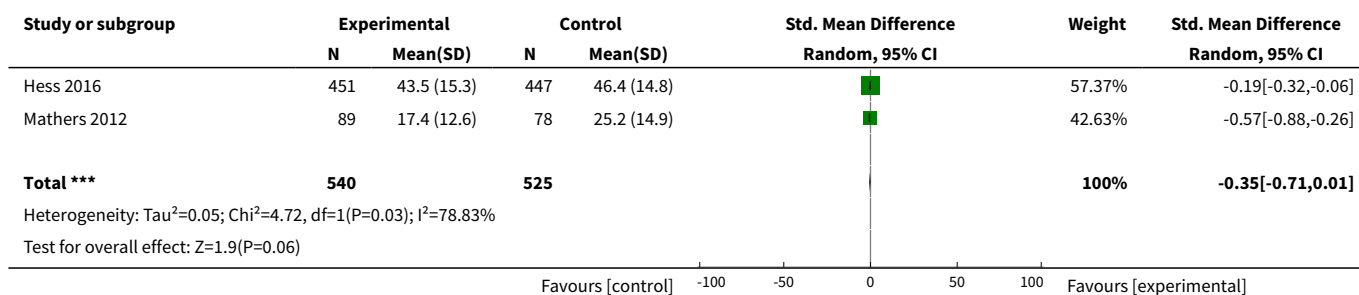 Study or subgroup Experimental Control Std. Mean Difference Weight Std. Mean Difference
N Mean(SD) N Mean(SD) Random, 95% CI Random, 95% CI
Hess 2016 451 43.5 (15.3) 447 46.4 (14.8) 57.37% -0.19[-0.32,-0.06]
Mathers 2012 89 17.4 (12.6) 78 25.2 (14.9) 42.63% -0.57[-0.88,-0.26]
Total *** 540 525 100% -0.35[-0.71,0.01]
Heterogeneity: Tau²=0.05; Chi²=4.72, df=1(P=0.03); I²=78.83%
Test for overall effect: Z=1.9(P=0.06)
Favours [control] -100 -50 0 50 100 Favours [experimental]